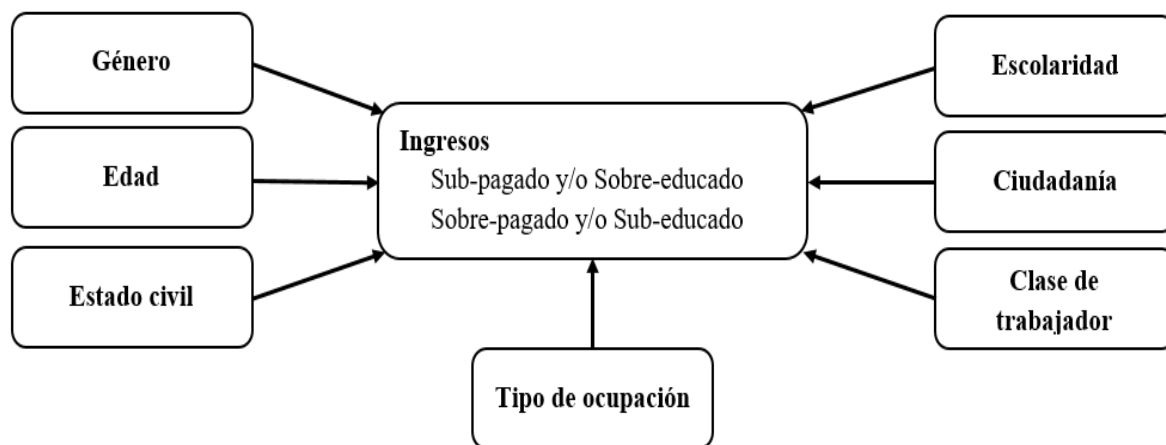 Género
Edad
Estado civil
Ingresos
Sub-pagado y/o Sobre-educado
Sobre-pagado y/o Sub-educado
Tipo de ocupación
Escolaridad
Ciudadanía
Clase de
trabajador